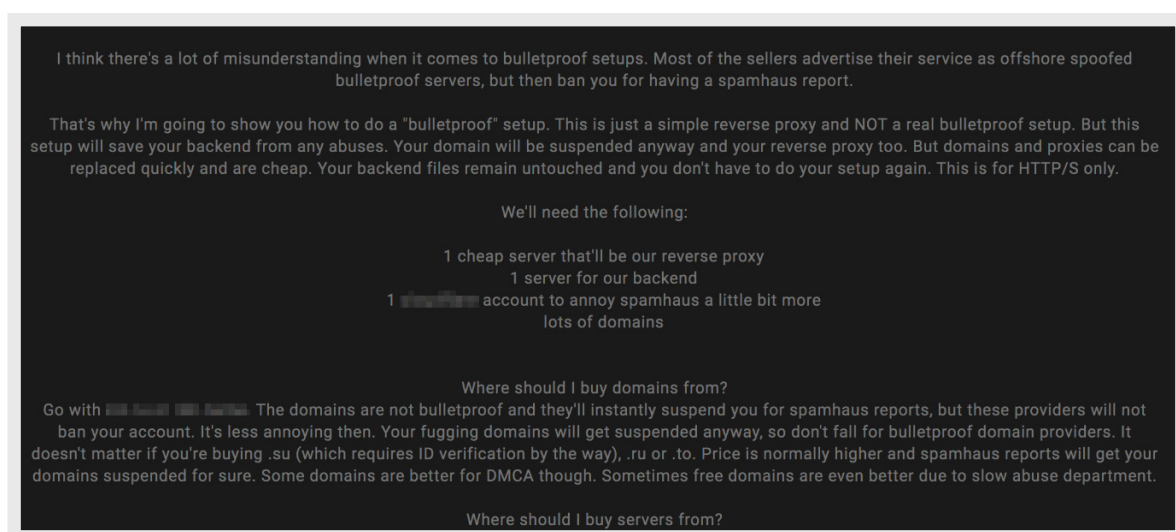 I think there's a lot of misunderstanding when it comes to bulletproof setups. Most of the sellers advertise their service as offshore spoofed
bulletproof servers, but then ban you for having a spamhaus report.
That's why I'm going to show you how to do a "bulletproof" setup. This is just a simple reverse proxy and NOT a real bulletproof setup. But this
setup will save your backend from any abuses. Your domain will be suspended anyway and your reverse proxy too. But domains and proxies can be
replaced quickly and are cheap. Your backend files remain untouched and you don't have to do your setup again. This is for HTTP/S only.
We'll need the following:
1 cheap server that'll be our reverse proxy
1 server for our backend
1 account to annoy spamhaus a little bit more
lots of domains
Where should I buy domains from?
Go with . The domains are not bulletproof and they'll instantly suspend you for spamhaus reports, but these providers will not
ban your account. It's less annoying then. Your fugging domains will get suspended anyway, so don't fall for bulletproof domain providers. It
doesn't matter if you're buying .su (which requires ID verification by the way), .ru or .to. Price is normally higher and spamhaus reports will get your
domains suspended for sure. Some domains are better for DMCA though. Sometimes free domains are even better due to slow abuse department.
Where should I buy servers from?